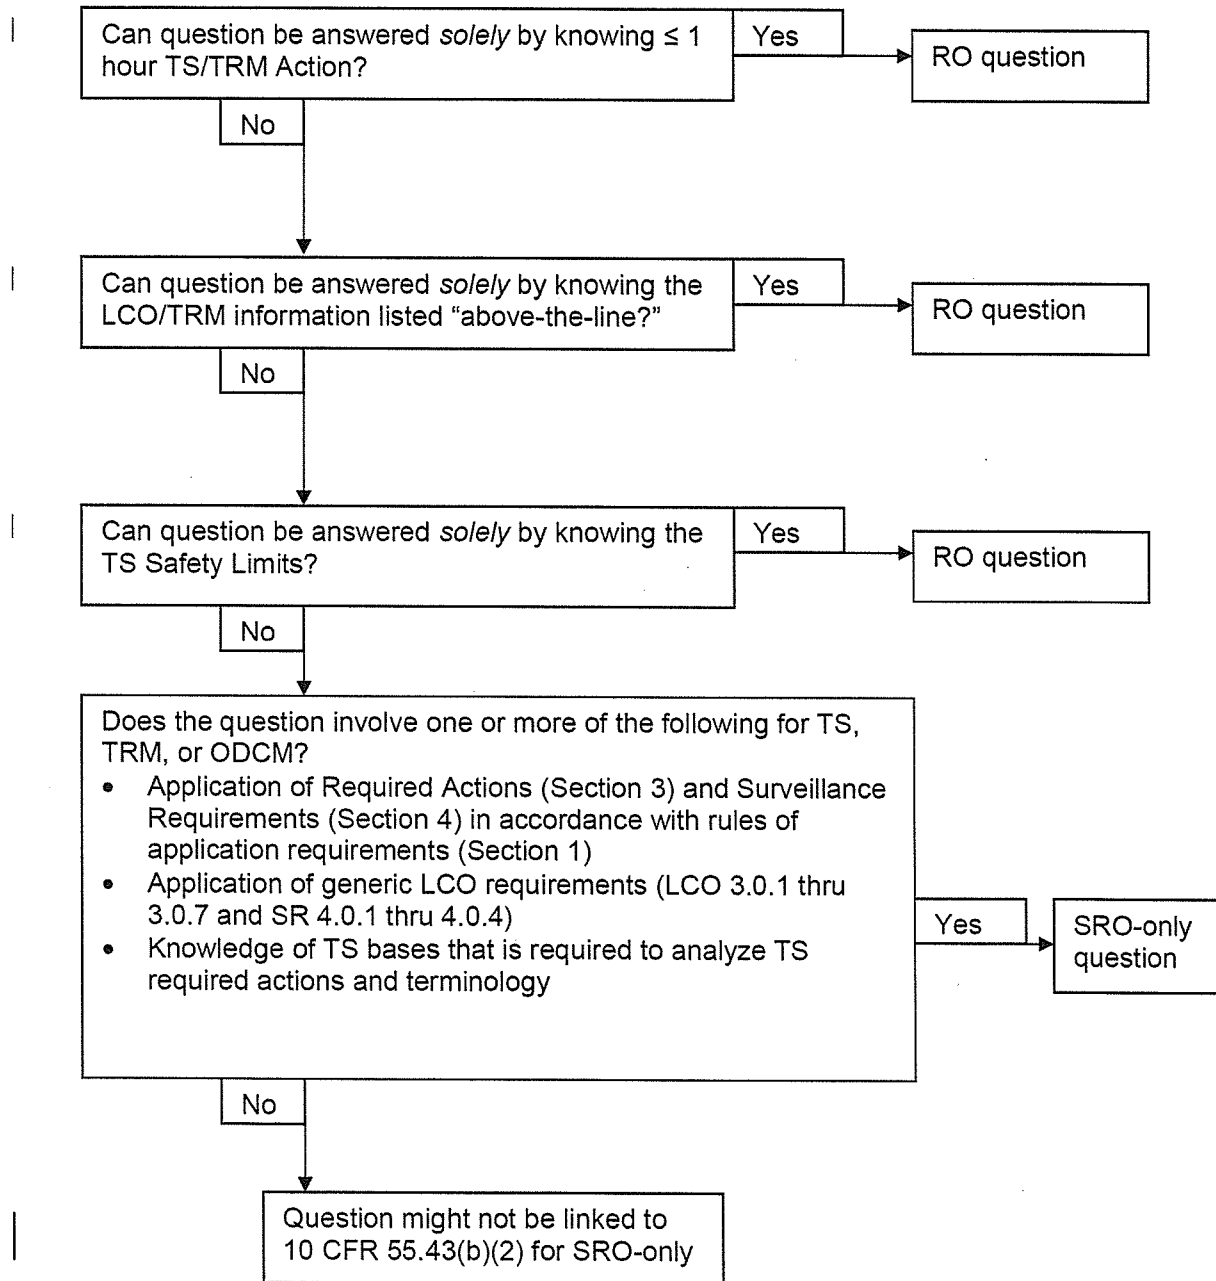 Can question be answered solely by knowing ≤ 1
hour TS/TRM Action?
Yes
RO question
No
Can question be answered solely by knowing the
LCO/TRM information listed “above-the-line?”
Yes
RO question
No
Can question be answered solely by knowing the
TS Safety Limits?
Yes
RO question
No
Does the question involve one or more of the following for TS,
TRM, or ODCM?
• Application of Required Actions (Section 3) and Surveillance
Requirements (Section 4) in accordance with rules of
application requirements (Section 1)
• Application of generic LCO requirements (LCO 3.0.1 thru
3.0.7 and SR 4.0.1 thru 4.0.4)
• Knowledge of TS bases that is required to analyze TS
required actions and terminology
Yes
SRO-only
question
No
Question might not be linked to
10 CFR 55.43(b)(2) for SRO-only